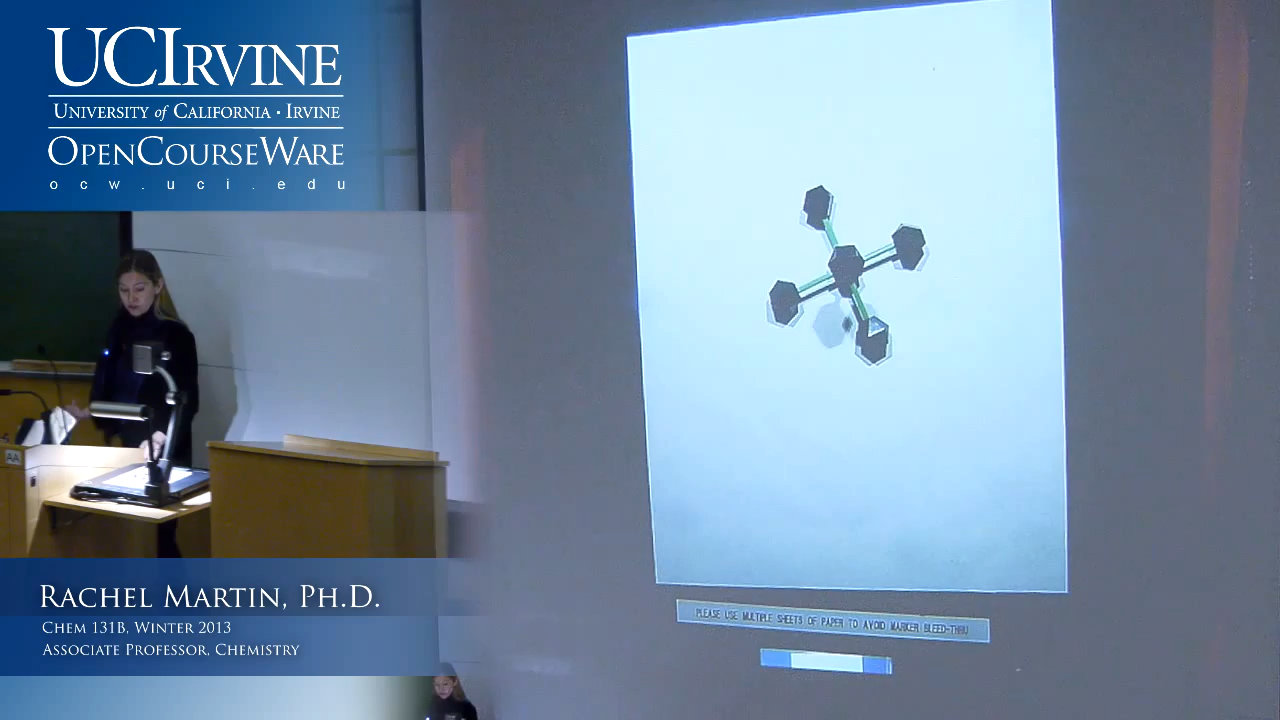 UCIRVINE
UNIVERSITY of CALIFORNIA · IRVINE
OPENCOURSEWARE
ocw.uci.edu
AA
RACHEL MARTIN, PH.D.
CHEM 131B, WINTER 2013
ASSOCIATE PROFESSOR, CHEMISTRY
PLEASE USE MULTIPLE SHEETS OF PAPER TO AVOID MARKER BLEED-THRU